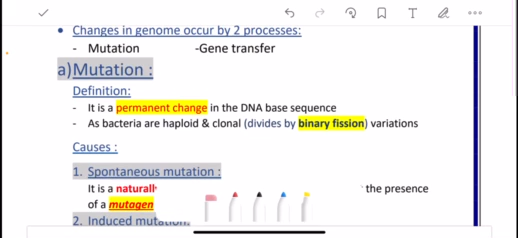 • Changes in genome occur by 2 processes:
- Mutation -Gene transfer
a)Mutation :
Definition:
- It is a permanent change in the DNA base sequence
- As bacteria are haploid & clonal (divides by binary fission) variations
Causes :
1. Spontaneous mutation :
It is a the presence
of a mutagen
2. Induced mutation: